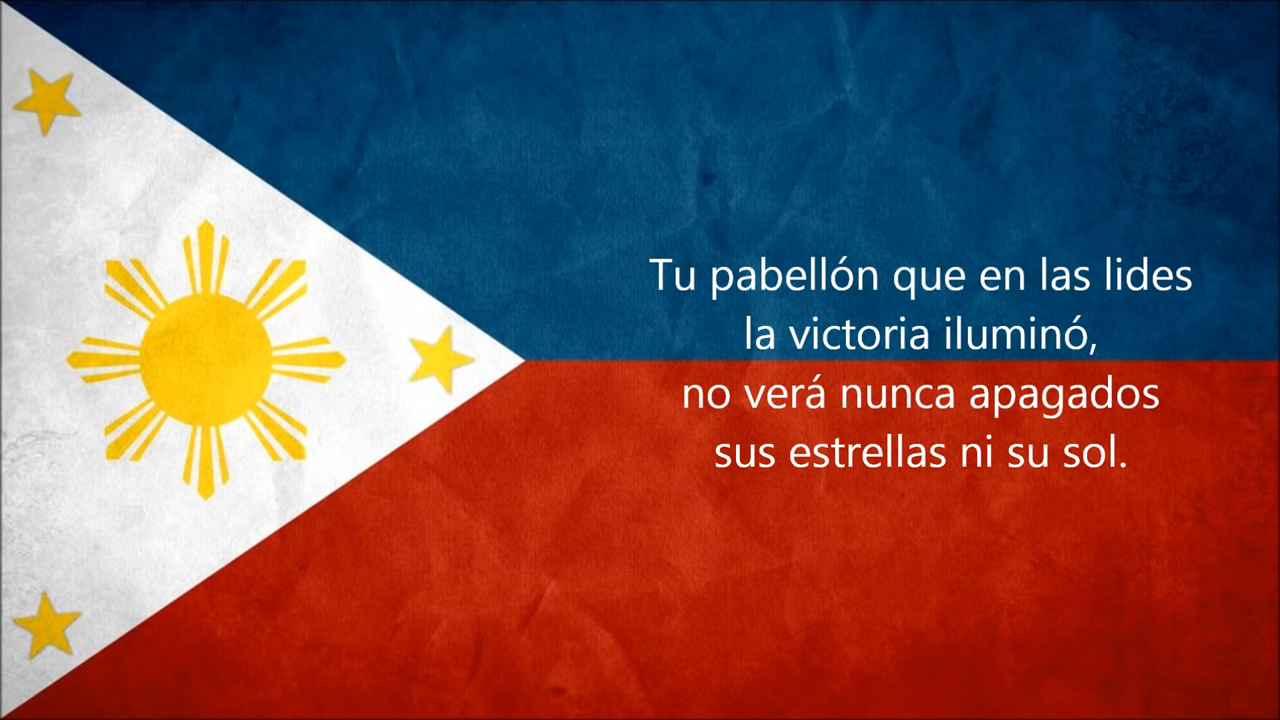 Tu pabellón que en las lides
la victoria iluminó,
no verá nunca apagados
sus estrellas ni su sol.